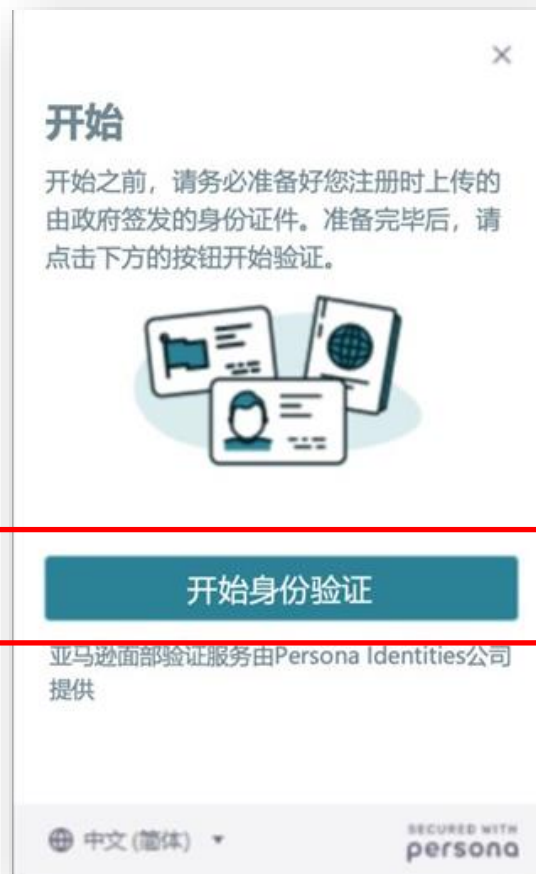 开始
开始之前，请务必准备好您注册时上传的
由政府签发的身份证件。准备完毕后，请
点击下方的按钮开始验证。
开始身份验证
亚马逊面部验证服务由Persona Identities公司
提供
中文 (简体)
SECURED WITH
persona